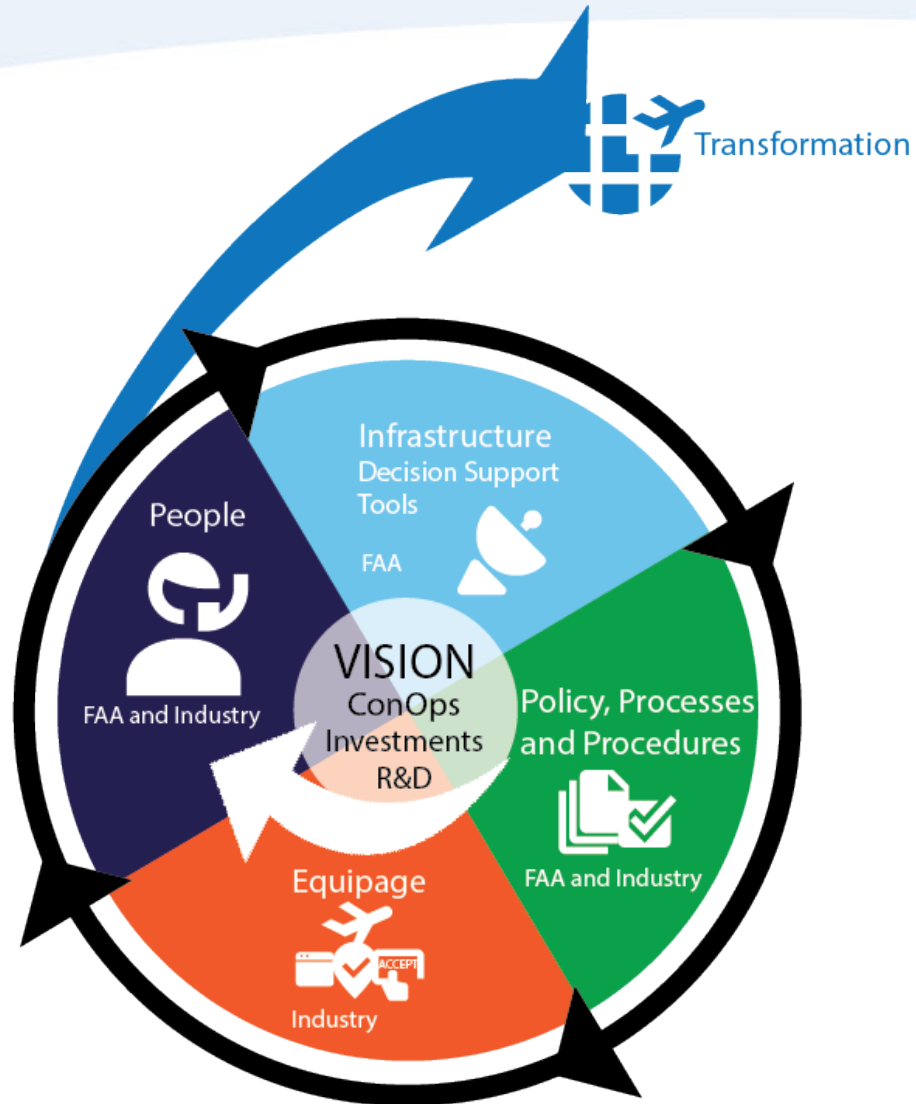 Transformation
Infrastructure
Decision Support
Tools
FAA
People
FAA and Industry
VISION
ConOps
Investments
R&D
Policy, Processes
and Procedures
FAA and Industry
Equipage
ACCEPT
Industry